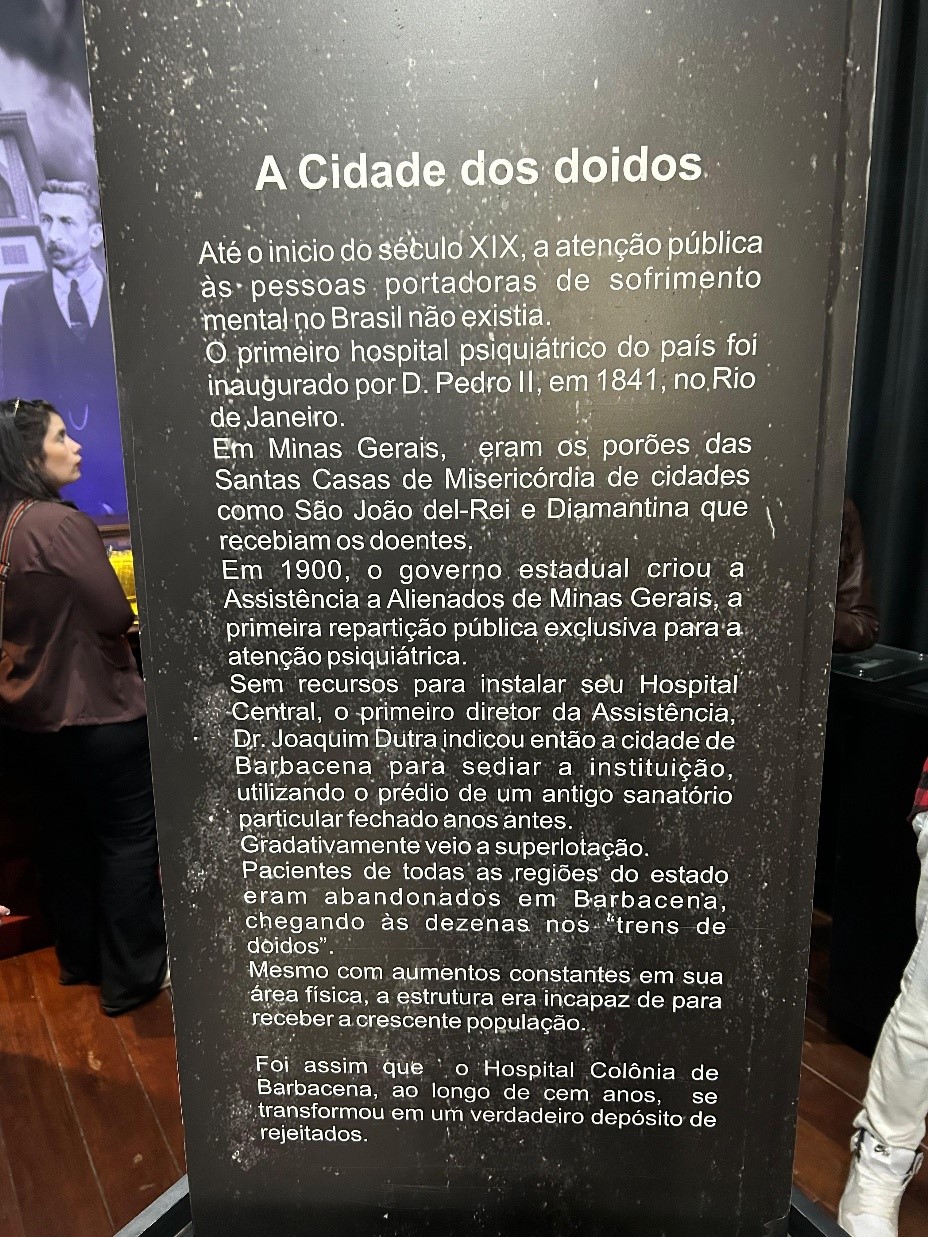 A Cidade dos doidos
Até o inicio do século XIX, a atenção pública
às pessoas portadoras de sofrimento
mental no Brasil não existia.
O primeiro hospital psiquiátrico do país foi
inaugurado por D. Pedro II, em 1841, no Rio
de Janeiro.
Em Minas Gerais, eram os porões das
Santas Casas de Misericórdia de cidades
como São João del-Rei e Diamantina que
recebiam os doentes.
Em 1900, o governo estadual criou a
Assistência a Alienados de Minas Gerais, a
primeira repartição pública exclusiva para a
atenção psiquiátrica.
Sem recursos para instalar seu Hospital
Central, o primeiro diretor da Assistência,
Dr. Joaquim Dutra indicou então a cidade de
Barbacena para sediar a instituição,
utilizando o prédio de um antigo sanatório
particular fechado anos antes.
Gradativamente veio a superlotação.
Pacientes de todas as regiões do estado
eram abandonados em Barbacena,
chegando às dezenas nos “trens de
doidos”.
Mesmo com aumentos constantes em sua
área física, a estrutura era incapaz de para
receber a crescente população.
Foi assim que o Hospital Colônia de
Barbacena, ao longo de cem anos, se
transformou em um verdadeiro depósito de
rejeitados.